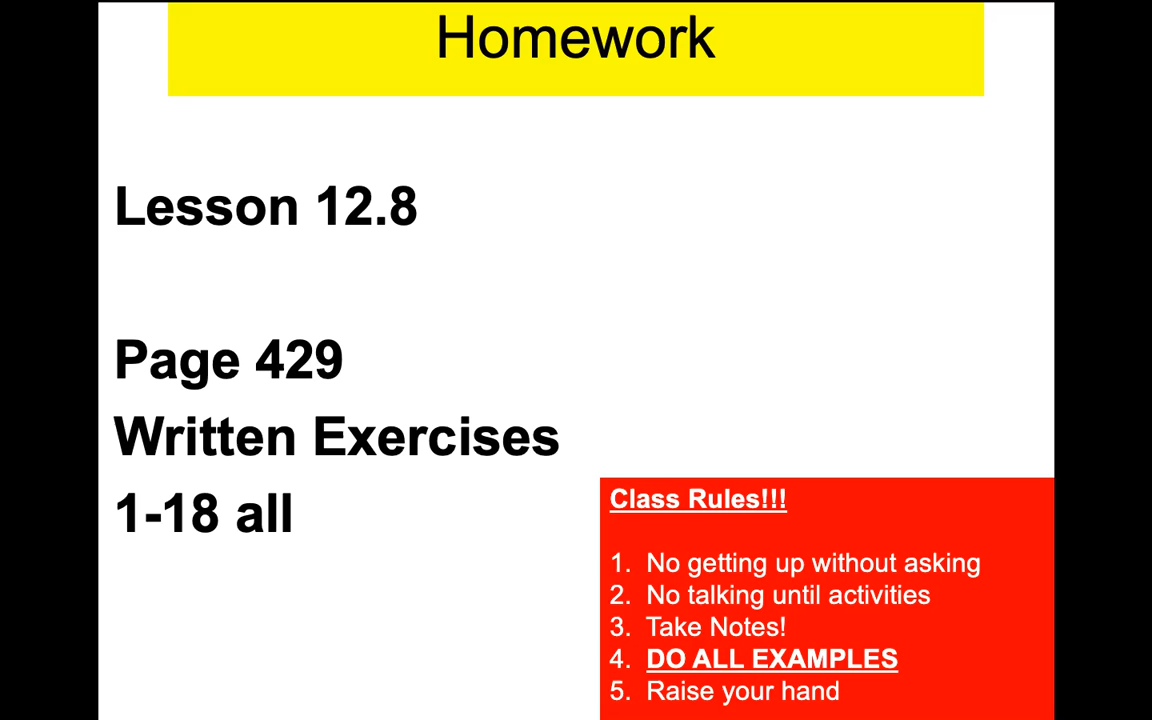 Homework
Lesson 12.8
Page 429
Written Exercises
1-18 all
Class Rules!!!
1. No getting up without asking
2. No talking until activities
3. Take Notes!
4. DO ALL EXAMPLES
5. Raise your hand